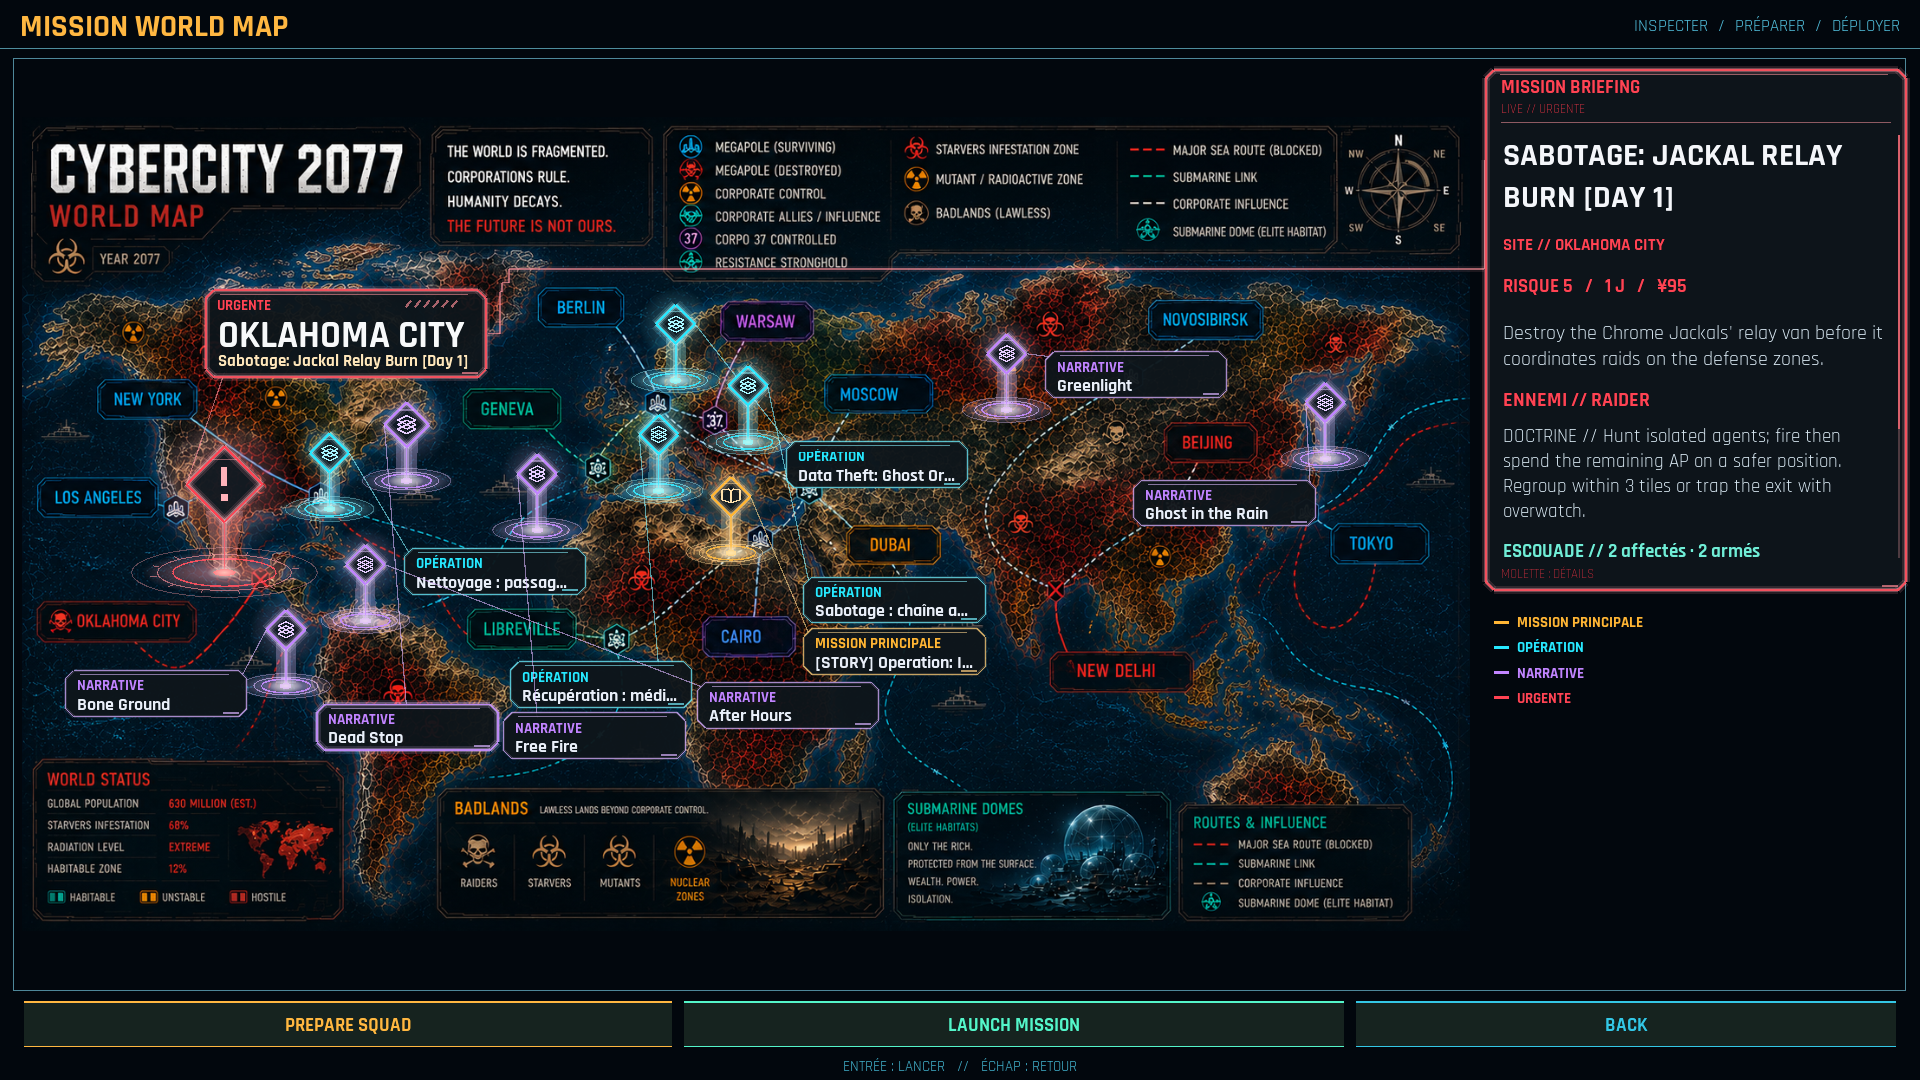 MISSION WORLD MAP
INSPECTER / PRÉPARER / DÉPLOYER
CYBERCITY 2077
WORLD MAP
YEAR 2077
THE WORLD IS FRAGMENTED.
CORPORATIONS RULE.
HUMANITY DECAYS.
THE FUTURE IS NOT OURS.
MEGAPOLE (SURVIVING)
MEGAPOLE (DESTROYED)
CORPORATE CONTROL
CORPORATE ALLIES / INFLUENCE
37 CORPO 37 CONTROLLED
RESISTANCE STRONGHOLD
STARVERS INFESTATION ZONE
MUTANT / RADIOACTIVE ZONE
BADLANDS (LAWLESS)
MAJOR SEA ROUTE (BLOCKED)
SUBMARINE LINK
CORPORATE INFLUENCE
SUBMARINE DOME (ELITE HABITAT)
N
NW NE
W E
SW SE
S
URGENTE
OKLAHOMA CITY
Sabotage: Jackal Relay Burn [Day 1]
BERLIN
WARSAW
NOVOSIBIRSK
NEW YORK
GENEVA
MOSCOW
NARRATIVE
Greenlight
37
BEIJING
!
LOS ANGELES
OPÉRATION
Data Theft: Ghost Or...
NARRATIVE
Ghost in the Rain
DUBAI
TOKYO
OPÉRATION
Nettoyage : passag...
OPÉRATION
Sabotage : chaîne a...
OKLAHOMA CITY
LIBREVILLE
CAIRO
MISSION PRINCIPALE
[STORY] Operation: l...
NEW DELHI
NARRATIVE
Bone Ground
OPÉRATION
Récupération : médi...
NARRATIVE
After Hours
NARRATIVE
Dead Stop
NARRATIVE
Free Fire
WORLD STATUS
GLOBAL POPULATION 630 MILLION (EST.)
STARVERS INFESTATION 68%
RADIATION LEVEL EXTREME
HABITABLE ZONE 12%
HABITABLE UNSTABLE HOSTILE
BADLANDS LAWLESS LANDS BEYOND CORPORATE CONTROL.
RAIDERS STARVERS MUTANTS NUCLEAR
ZONES
SUBMARINE DOMES
(ELITE HABITATS)
ONLY THE RICH.
PROTECTED FROM THE SURFACE.
WEALTH. POWER.
ISOLATION.
ROUTES & INFLUENCE
MAJOR SEA ROUTE (BLOCKED)
SUBMARINE LINK
CORPORATE INFLUENCE
SUBMARINE DOME (ELITE HABITAT)
MISSION BRIEFING
LIVE // URGENTE
SABOTAGE: JACKAL RELAY
BURN [DAY 1]
SITE // OKLAHOMA CITY
RISQUE 5 / 1 J / ¥95
Destroy the Chrome Jackals' relay van before it
coordinates raids on the defense zones.
ENNEMI // RAIDER
DOCTRINE // Hunt isolated agents; fire then
spend the remaining AP on a safer position.
Regroup within 3 tiles or trap the exit with
overwatch.
ESCOUADE // 2 affectés · 2 armés
MOLETTE : DÉTAILS
MISSION PRINCIPALE
OPÉRATION
NARRATIVE
URGENTE
PREPARE SQUAD
LAUNCH MISSION
BACK
ENTRÉE : LANCER // ÉCHAP : RETOUR